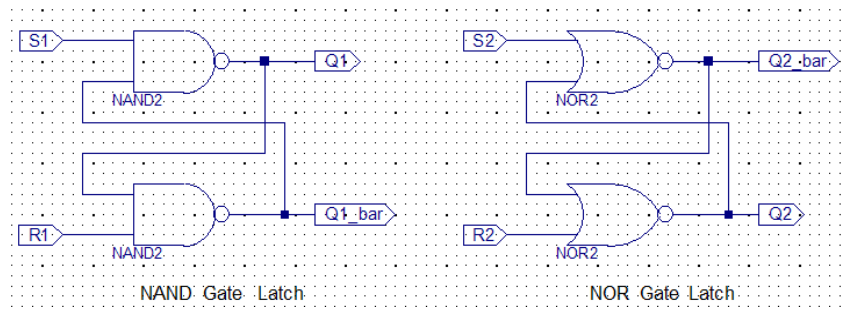 S1
Q1
NAND2
R1
Q1_bar
NAND2
NAND Gate Latch
S2
Q2_bar
NOR2
R2
Q2
NOR2
NOR Gate Latch